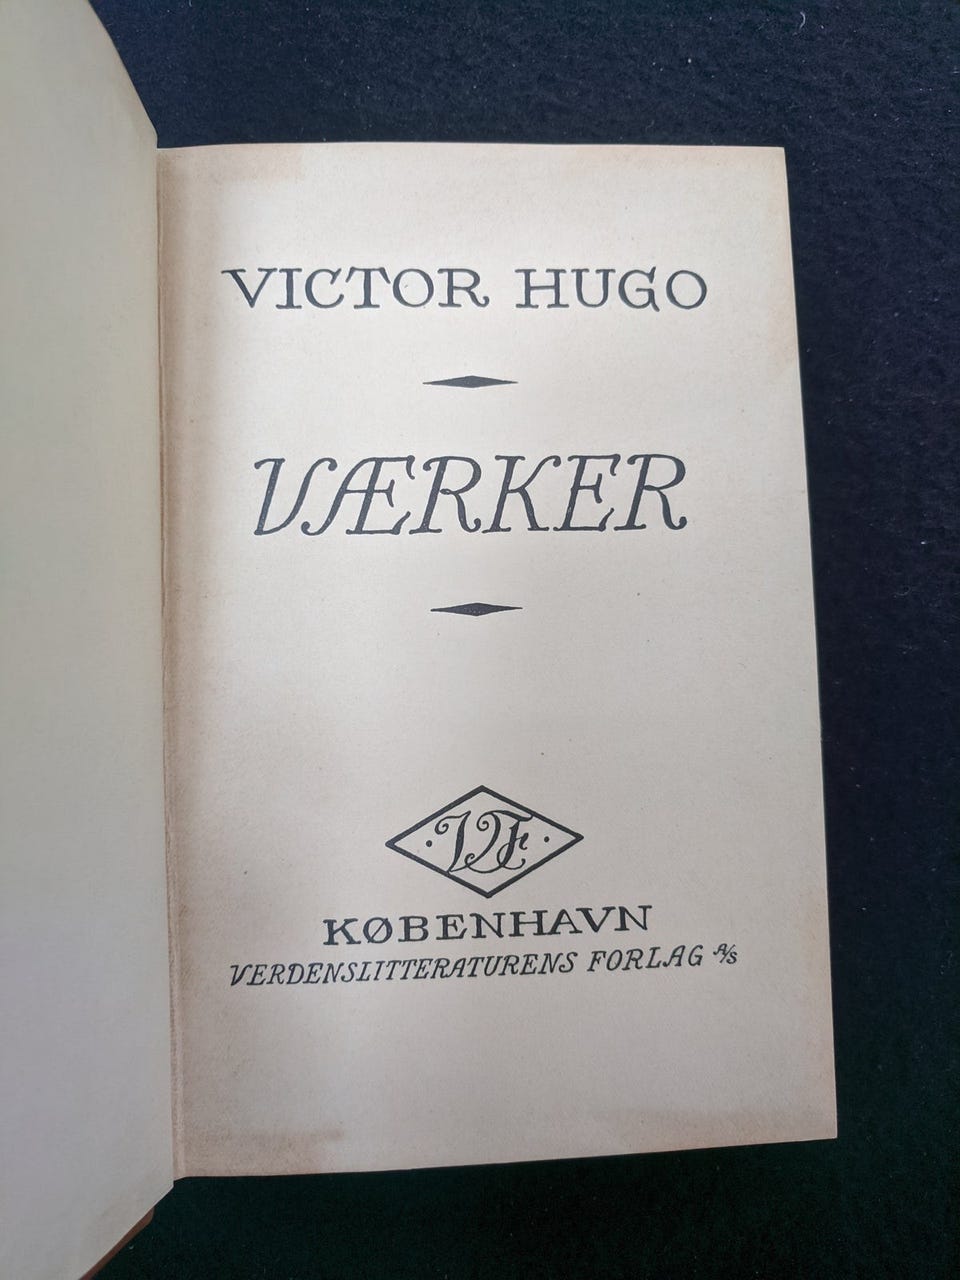 VICTOR HUGO
VÆRKER
VF
KØBENHAVN
VERDENSLITTERATURENS FORLAG A/S